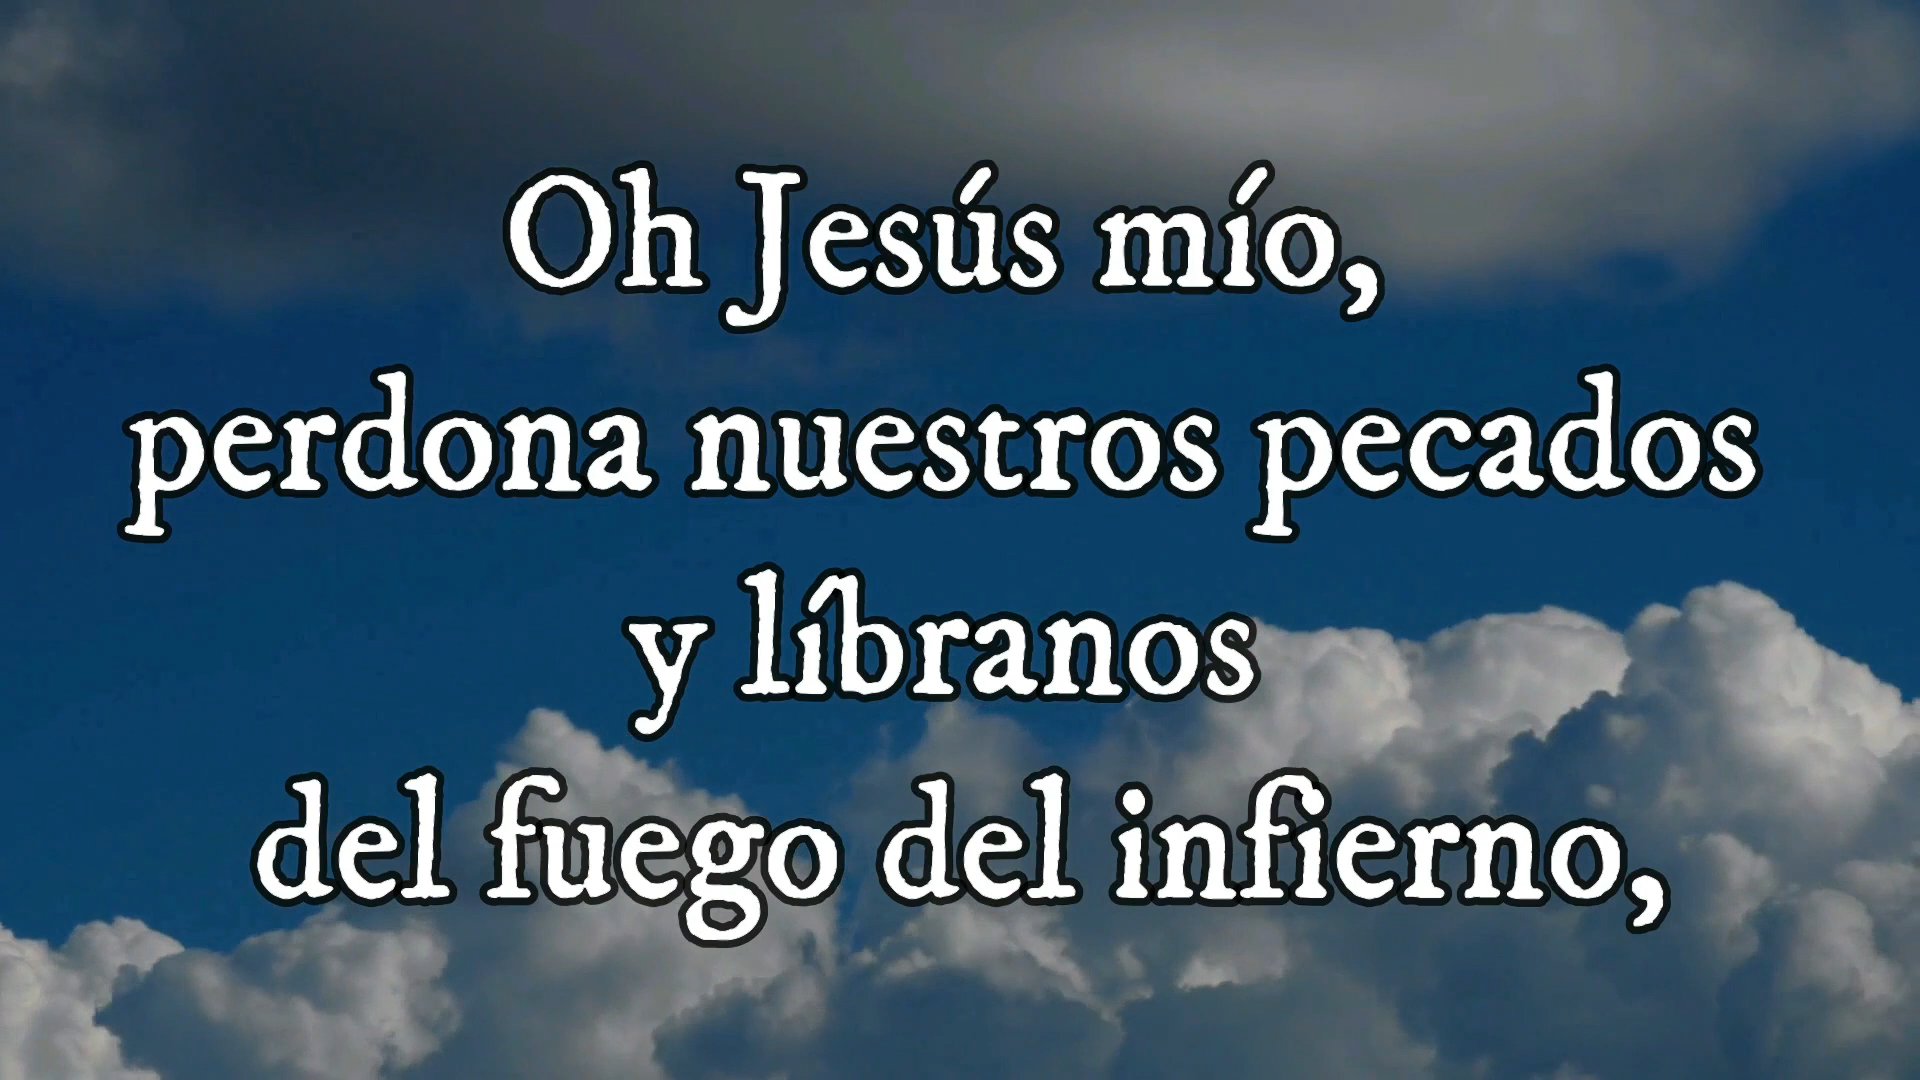 Oh Jesús mío,
perdona nuestros pecados
y líbranos
del fuego del infierno,